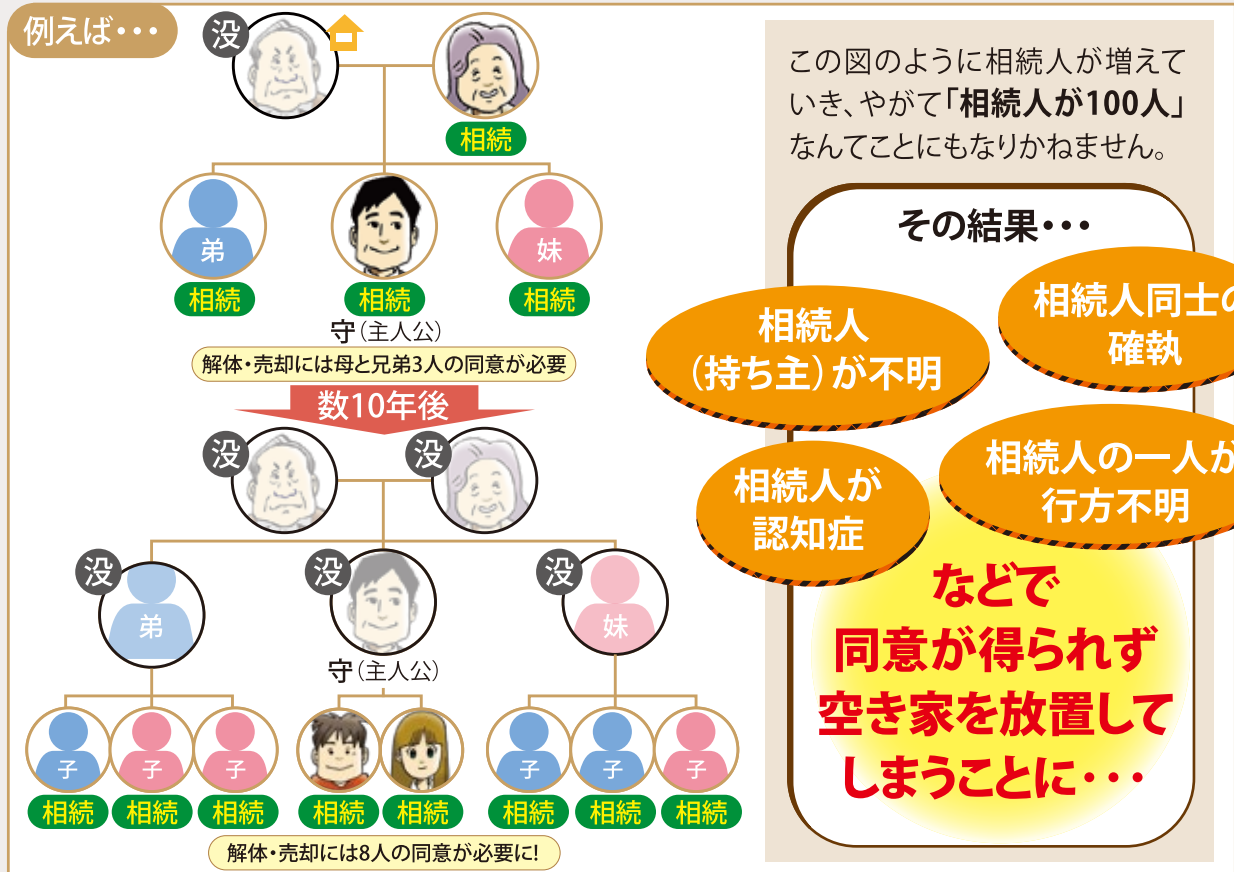 例えば・・・
没
相続
弟
妹
相続
相続
相続
守（主人公）
解体・売却には母と兄弟3人の同意が必要
数10年後
没
没
没
没
没
弟
妹
守（主人公）
子
子
子
子
子
子
相続
相続
相続
相続
相続
相続
相続
相続
解体・売却には8人の同意が必要に!
この図のように相続人が増えて
いき、やがて「相続人が100人」
なんてことにもなりかねません。
その結果・・・
相続人
（持ち主）が不明
相続人同士の
確執
相続人が
認知症
相続人の一人が
行方不明
などで
同意が得られず
空き家を放置して
しまうことに・・・